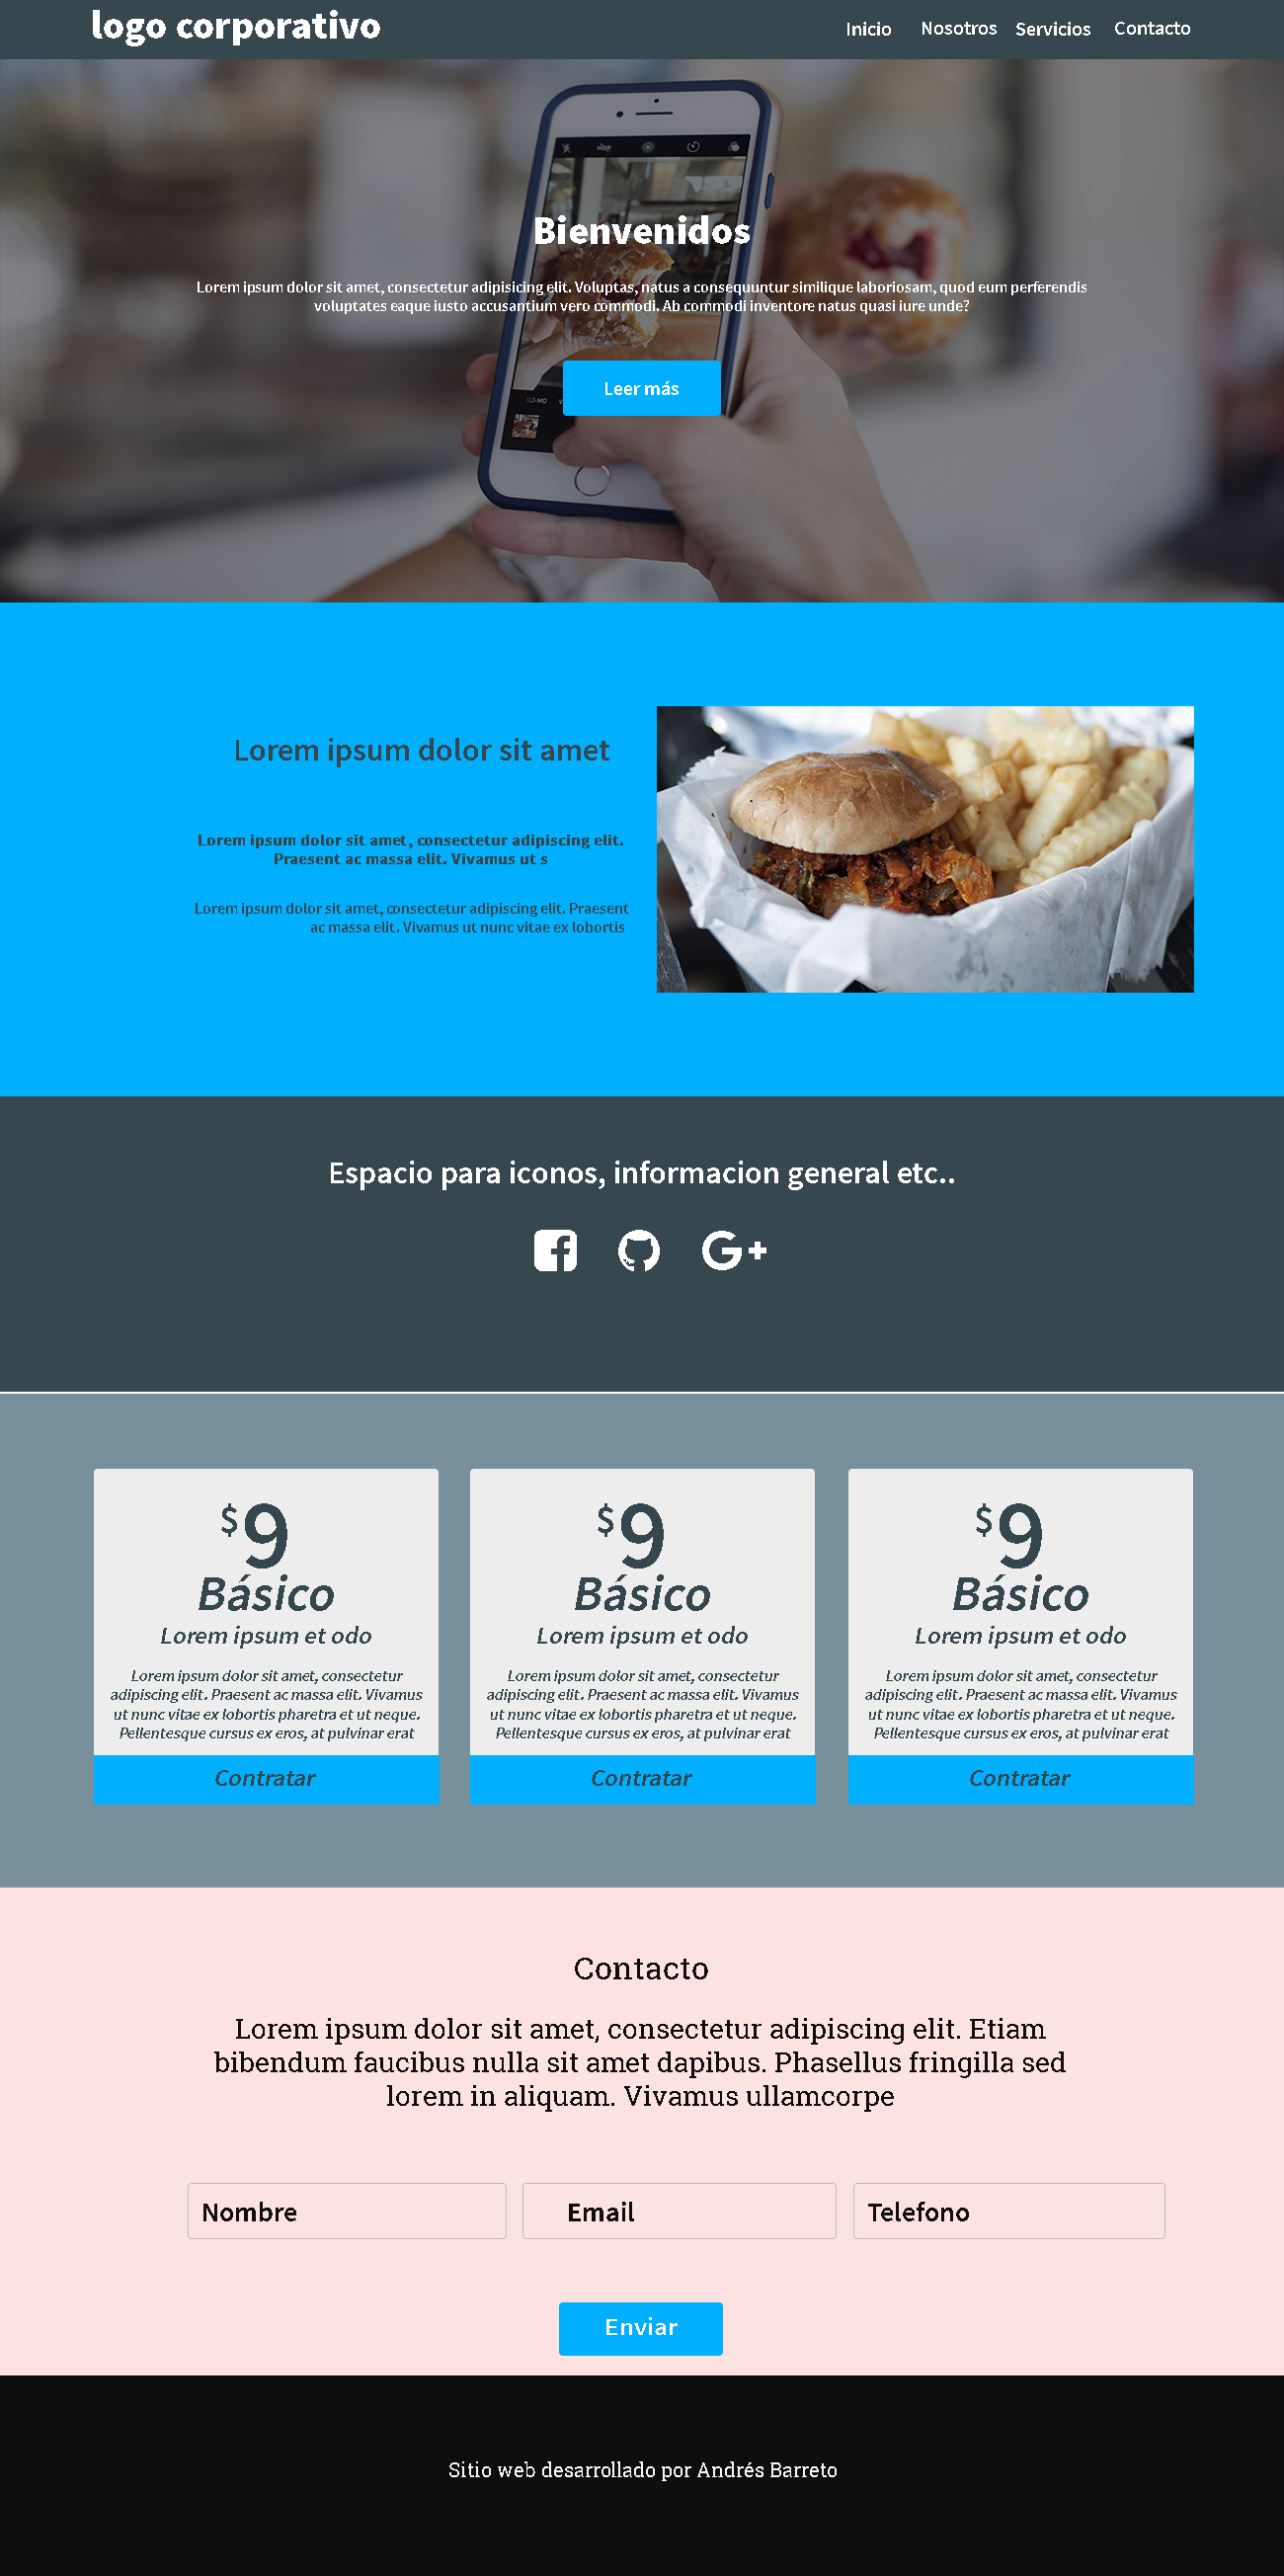 logo corporativo
Inicio Nosotros Servicios Contacto
Bienvenidos
Lorem ipsum dolor sit amet, consectetur adipisicing elit. Voluptas, natus a consequuntur similique laboriosam, quod eum perferendis
voluptates eaque iusto accusantium vero commodi. Ab commodi inventore natus quasi iure unde?
SLO-MO
Leer más
Lorem ipsum dolor sit amet
Lorem ipsum dolor sit amet, consectetur adipiscing elit.
Praesent ac massa elit. Vivamus ut s
Lorem ipsum dolor sit amet, consectetur adipiscing elit. Praesent
ac massa elit. Vivamus ut nunc vitae ex lobortis
Espacio para iconos, informacion general etc..
G+
$9
Básico
Lorem ipsum et odo
Lorem ipsum dolor sit amet, consectetur
adipiscing elit. Praesent ac massa elit. Vivamus
ut nunc vitae ex lobortis pharetra et ut neque.
Pellentesque cursus ex eros, at pulvinar erat
Contratar
$9
Básico
Lorem ipsum et odo
Lorem ipsum dolor sit amet, consectetur
adipiscing elit. Praesent ac massa elit. Vivamus
ut nunc vitae ex lobortis pharetra et ut neque.
Pellentesque cursus ex eros, at pulvinar erat
Contratar
$9
Básico
Lorem ipsum et odo
Lorem ipsum dolor sit amet, consectetur
adipiscing elit. Praesent ac massa elit. Vivamus
ut nunc vitae ex lobortis pharetra et ut neque.
Pellentesque cursus ex eros, at pulvinar erat
Contratar
Contacto
Lorem ipsum dolor sit amet, consectetur adipiscing elit. Etiam
bibendum faucibus nulla sit amet dapibus. Phasellus fringilla sed
lorem in aliquam. Vivamus ullamcorpe
Nombre Email Telefono
Enviar
Sitio web desarrollado por Andrés Barreto